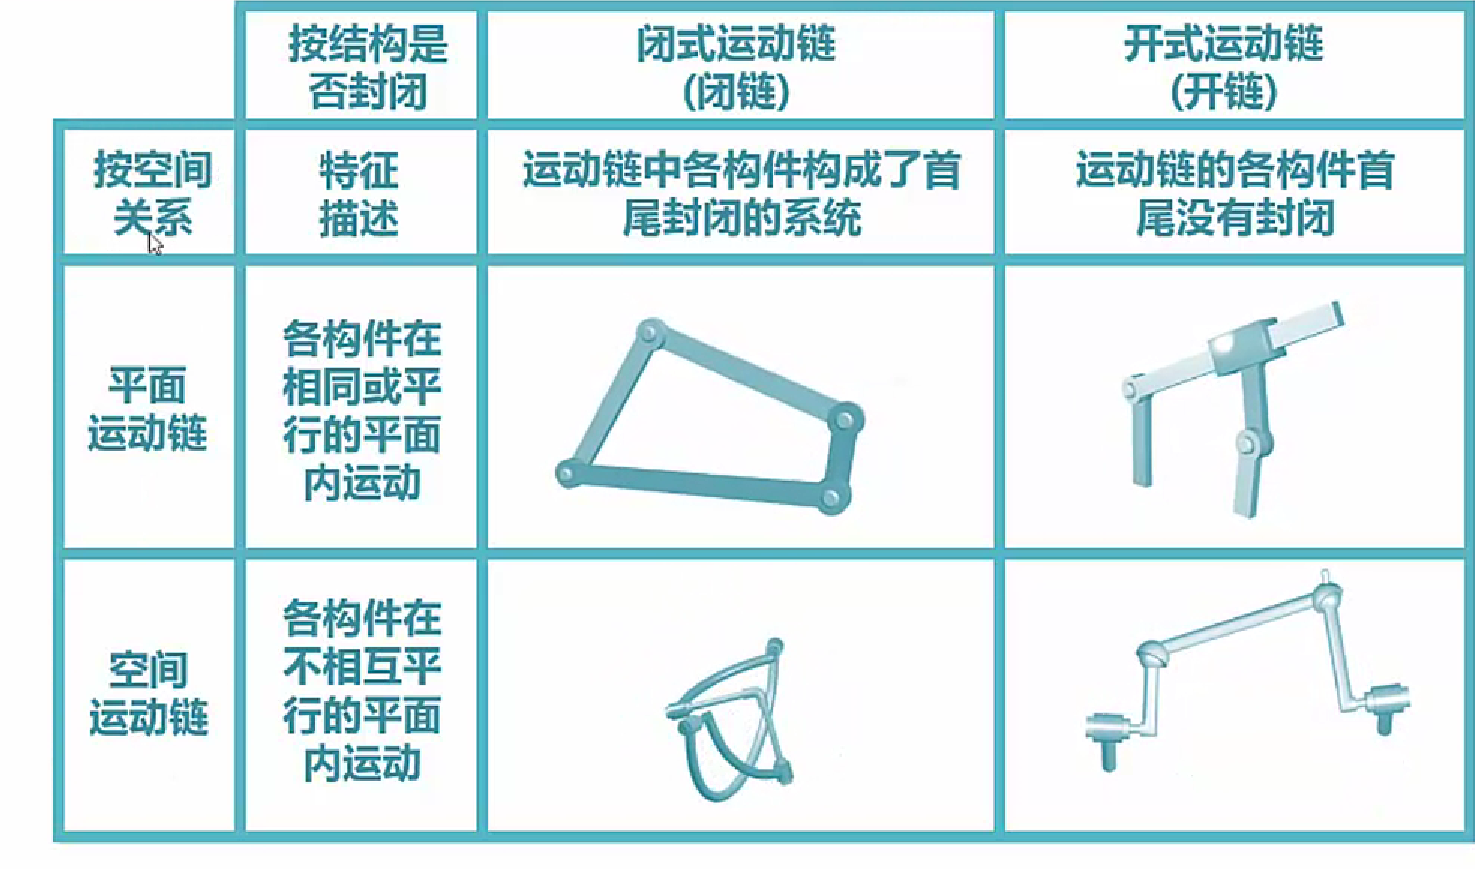 按结构是
否封闭
闭式运动链
(闭链)
开式运动链
(开链)
按空间
关系
特征
描述
运动链中各构件构成了首
尾封闭的系统
运动链的各构件首
尾没有封闭
平面
运动链
各构件在
相同或平
行的平面
内运动
空间
运动链
各构件在
不相互平
行的平面
内运动